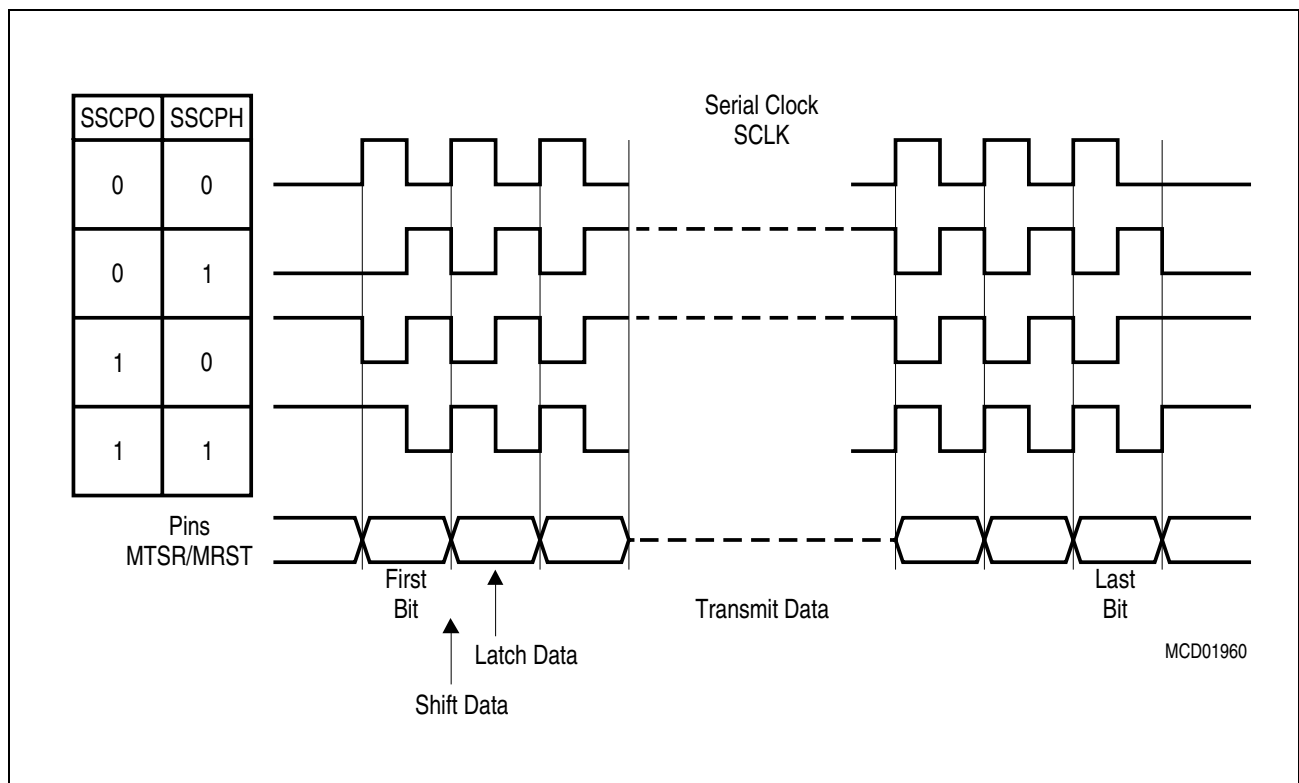 SSCPO SSCPH
0 0
0 1
1 0
1 1
Serial Clock
SCLK
Pins
MTSR/MRST
First
Bit
Latch Data
Shift Data
Transmit Data
Last
Bit
MCD01960